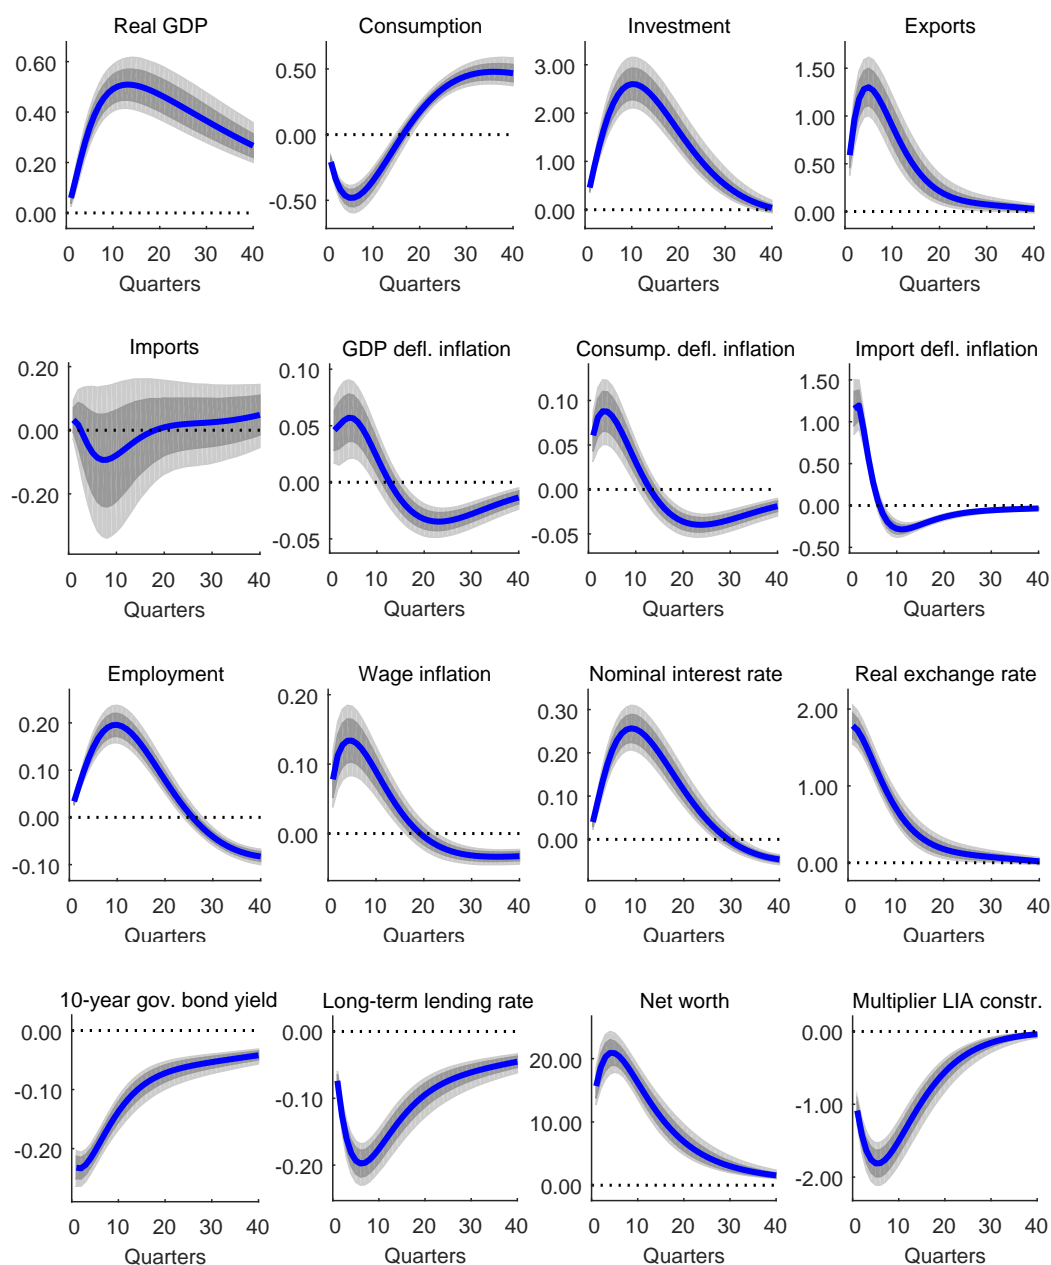 Real GDP
0.60
0.40
0.20
0.00
0 10 20 30 40
Quarters
Consumption
0.50
0.00
-0.50
0 10 20 30 40
Quarters
Investment
3.00
2.00
1.00
0.00
0 10 20 30 40
Quarters
Exports
1.50
1.00
0.50
0.00
0 10 20 30 40
Quarters
Imports
0.20
0.00
-0.20
0 10 20 30 40
Quarters
GDP defl. inflation
0.10
0.05
0.00
-0.05
0 10 20 30 40
Quarters
Consump. defl. inflation
0.10
0.05
0.00
-0.05
0 10 20 30 40
Quarters
Import defl. inflation
1.50
1.00
0.50
0.00
-0.50
0 10 20 30 40
Quarters
Employment
0.20
0.10
0.00
-0.10
0 10 20 30 40
Quarters
Wage inflation
0.20
0.10
0.00
0 10 20 30 40
Quarters
Nominal interest rate
0.30
0.20
0.10
0.00
0 10 20 30 40
Quarters
Real exchange rate
2.00
1.00
0.00
0 10 20 30 40
Quarters
10-year gov. bond yield
0.00
-0.10
-0.20
0 10 20 30 40
Quarters
Long-term lending rate
0.00
-0.10
-0.20
0 10 20 30 40
Quarters
Net worth
20.00
10.00
0.00
0 10 20 30 40
Quarters
Multiplier LIA constr.
0.00
-1.00
-2.00
0 10 20 30 40
Quarters